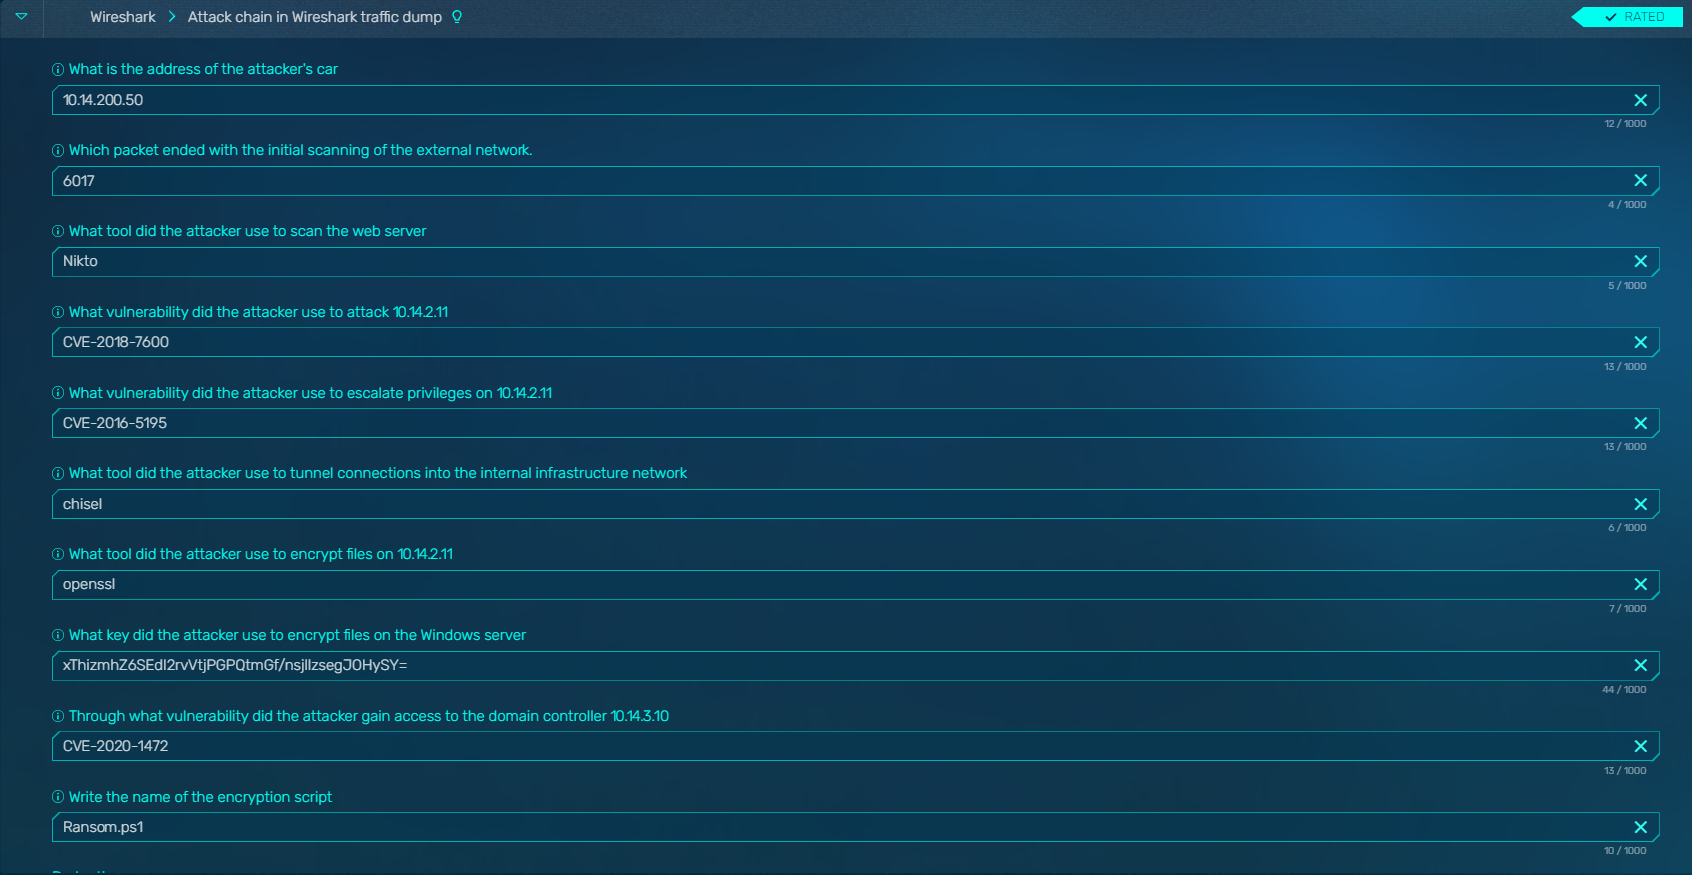 Wireshark > Attack chain in Wireshark traffic dump
RATED
What is the address of the attacker's car
10.14.200.50
12 / 1000
Which packet ended with the initial scanning of the external network.
6017
4 / 1000
What tool did the attacker use to scan the web server
Nikto
5 / 1000
What vulnerability did the attacker use to attack 10.14.2.11
CVE-2018-7600
13 / 1000
What vulnerability did the attacker use to escalate privileges on 10.14.2.11
CVE-2016-5195
13 / 1000
What tool did the attacker use to tunnel connections into the internal infrastructure network
chisel
6 / 1000
What tool did the attacker use to encrypt files on 10.14.2.11
openssl
7 / 1000
What key did the attacker use to encrypt files on the Windows server
44 / 1000
Through what vulnerability did the attacker gain access to the domain controller 10.14.3.10
CVE-2020-1472
13 / 1000
Write the name of the encryption script
Ransom.ps1
10 / 1000